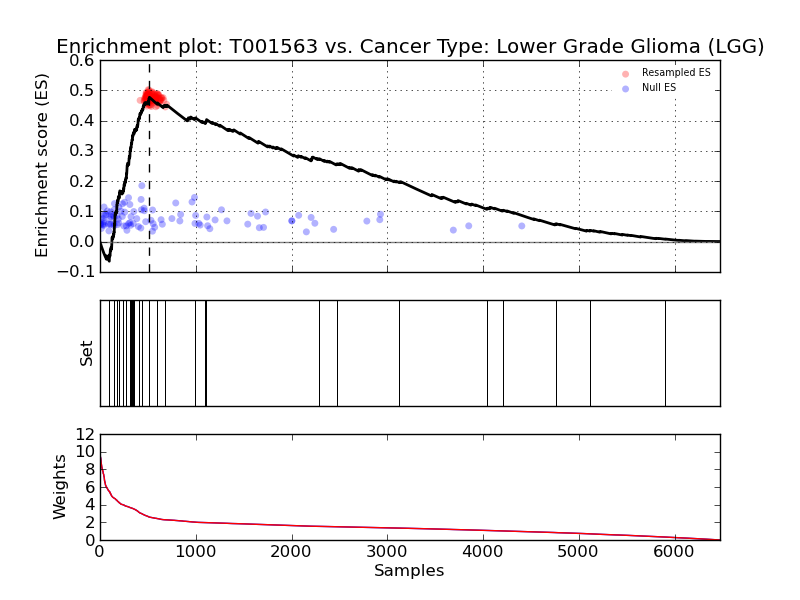 Enrichment plot: T001563 vs. Cancer Type: Lower Grade Glioma (LGG)
0.6
0.5
0.4
0.3
0.2
0.1
0.0
−0.1
Enrichment score (ES)
Resampled ES
Null ES
Set
12
10
8
6
4
2
0
Weights
0 1000 2000 3000 4000 5000 6000
Samples